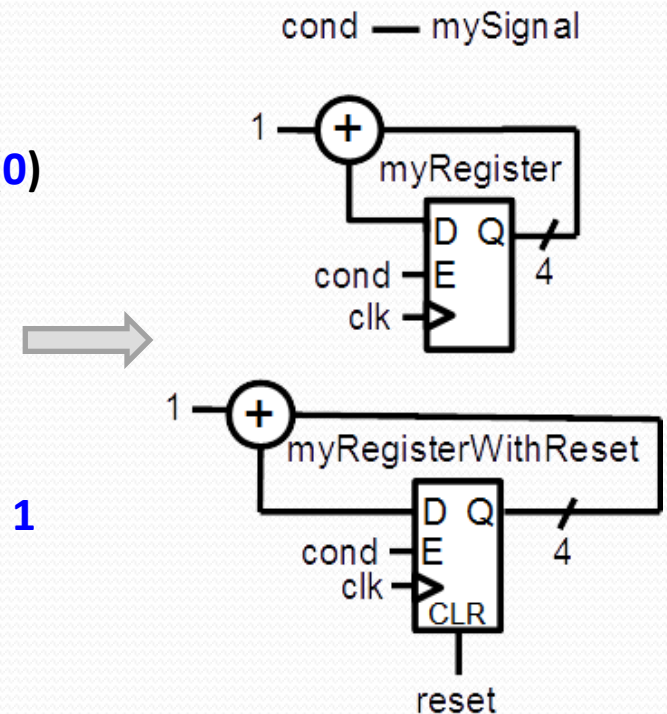 cond mySignal
1 +
0)
myRegister
D Q
cond E 4
clk
1 +
myRegisterWithReset
1
D Q
cond E 4
clk
CLR
reset